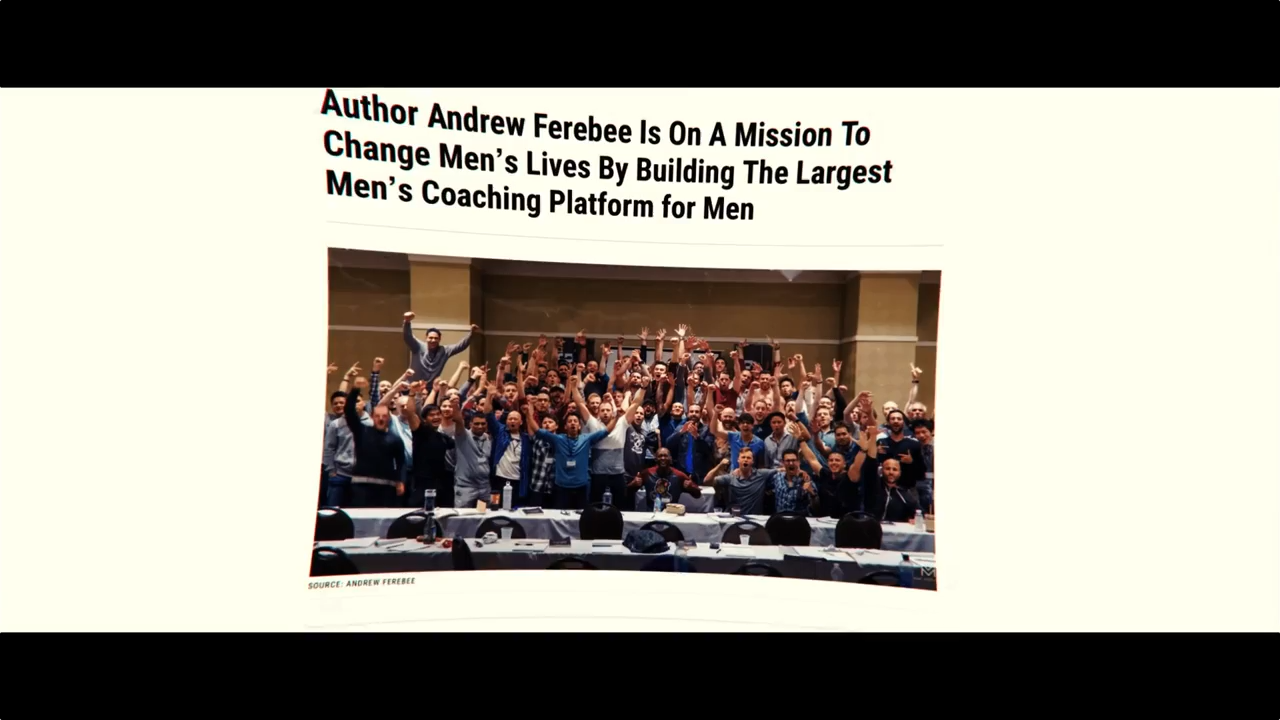 Author Andrew Ferebee Is On A Mission To
Change Men’s Lives By Building The Largest
Men’s Coaching Platform for Men
SOURCE: ANDREW FEREBEE